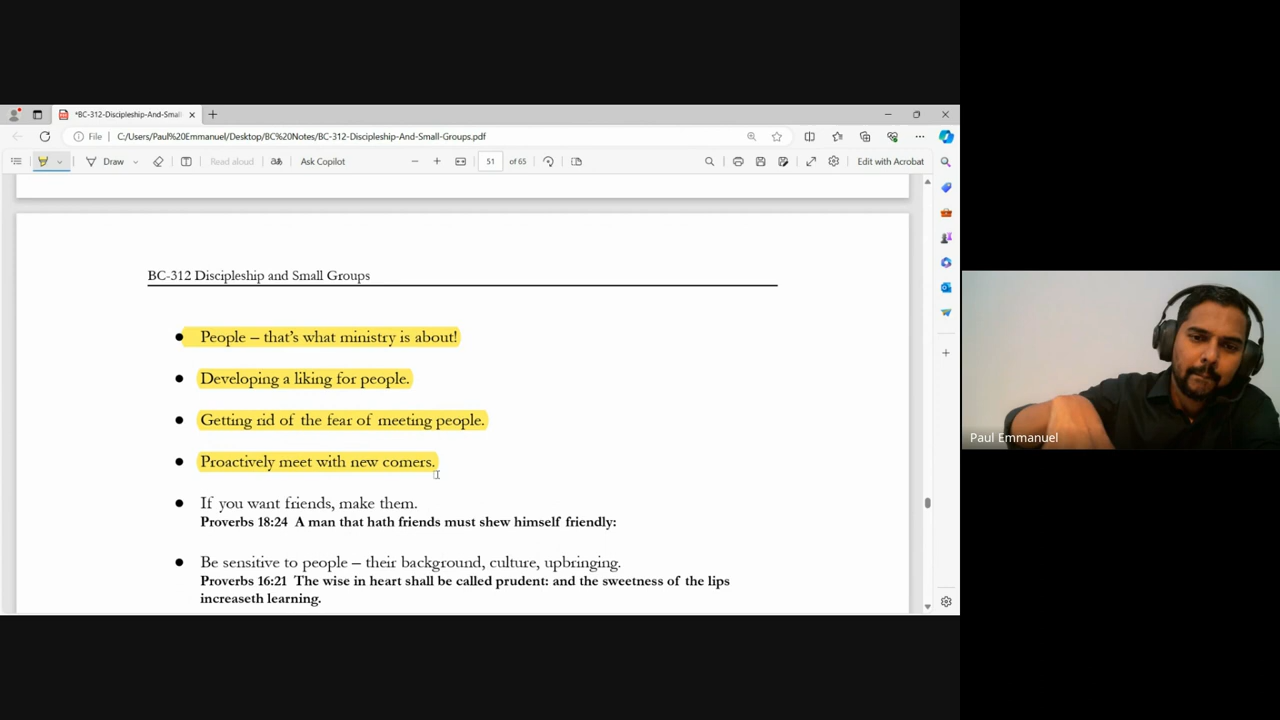 *BC-312-Discipleship-And-Smal
File
C:/Users/Paul%20Emmanuel/Desktop/BC%20Notes/BC-312-Discipleship-And-Small-Groups.pdf
Draw
Read aloud
Ask Copilot
51
of 65
Edit with Acrobat
BC-312 Discipleship and Small Groups
● People – that’s what ministry is about!
● Developing a liking for people.
● Getting rid of the fear of meeting people.
● Proactively meet with new comers.
● If you want friends, make them.
Proverbs 18:24 A man that hath friends must shew himself friendly:
● Be sensitive to people – their background, culture, upbringing.
Proverbs 16:21 The wise in heart shall be called prudent: and the sweetness of the lips
increaseth learning.
Paul Emmanuel